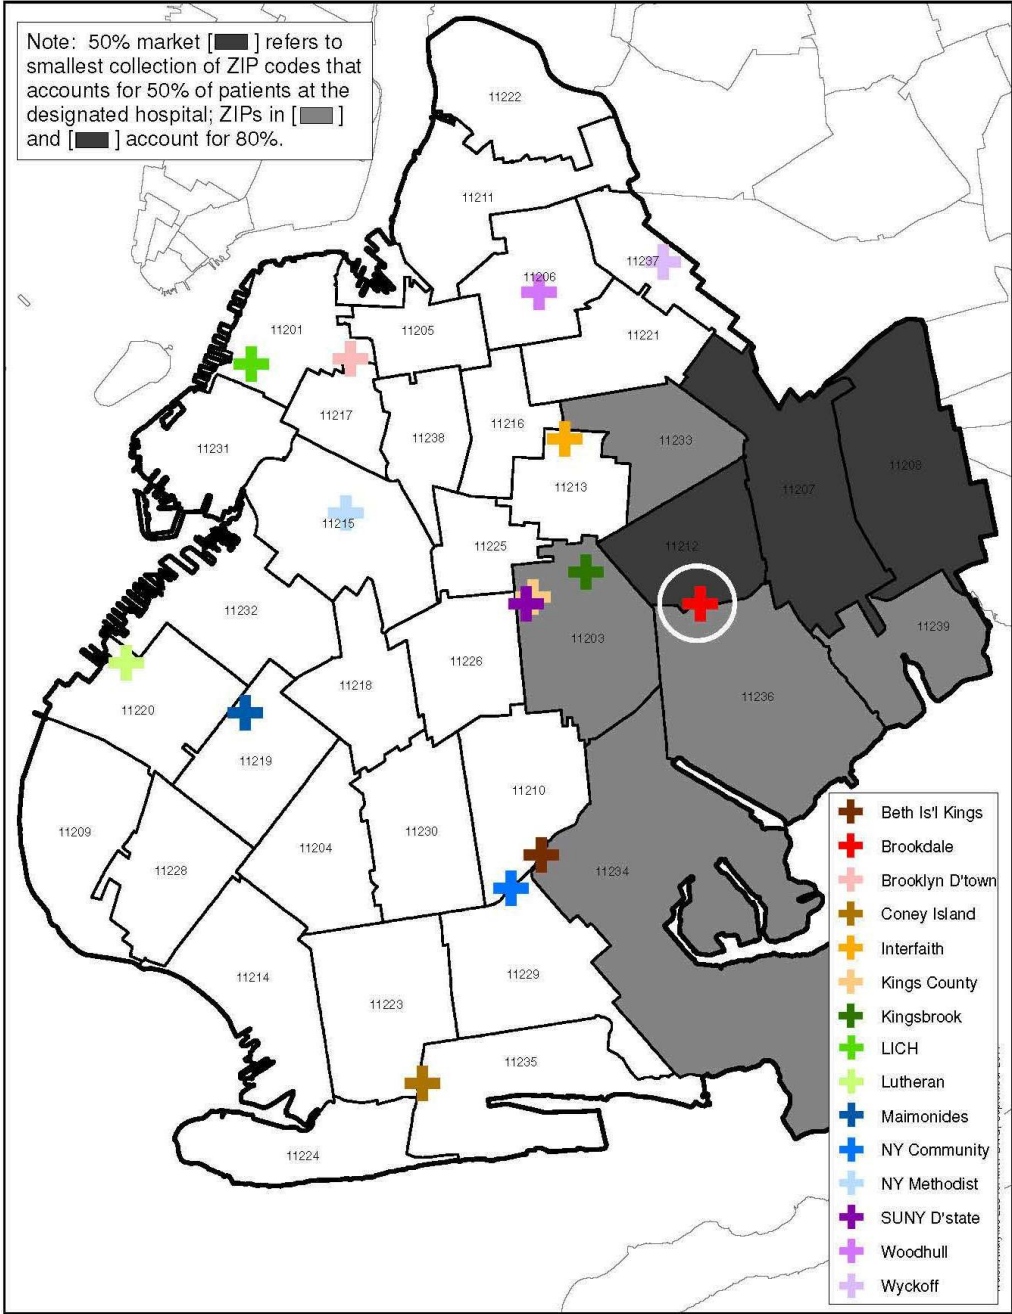 Note: 50% market [ ] refers to
smallest collection of ZIP codes that
accounts for 50% of patients at the
designated hospital; ZIPs in [ ]
and [ ] account for 80%.
11222
11211
11237
11206
11201
11205
11221
11217
11216
11238
11233
11231
11208
11213
11207
11215
11225
11212
11232
11239
11203
11226
11218
11236
11220
11219
11210
11209
11230
11204
11228
11234
11229
11214
11223
11235
11224
Beth Is'l Kings
Brookdale
Brooklyn D'town
Coney Island
Interfaith
Kings County
Kingsbrook
LICH
Lutheran
Maimonides
NY Community
NY Methodist
SUNY D'state
Woodhull
Wyckoff